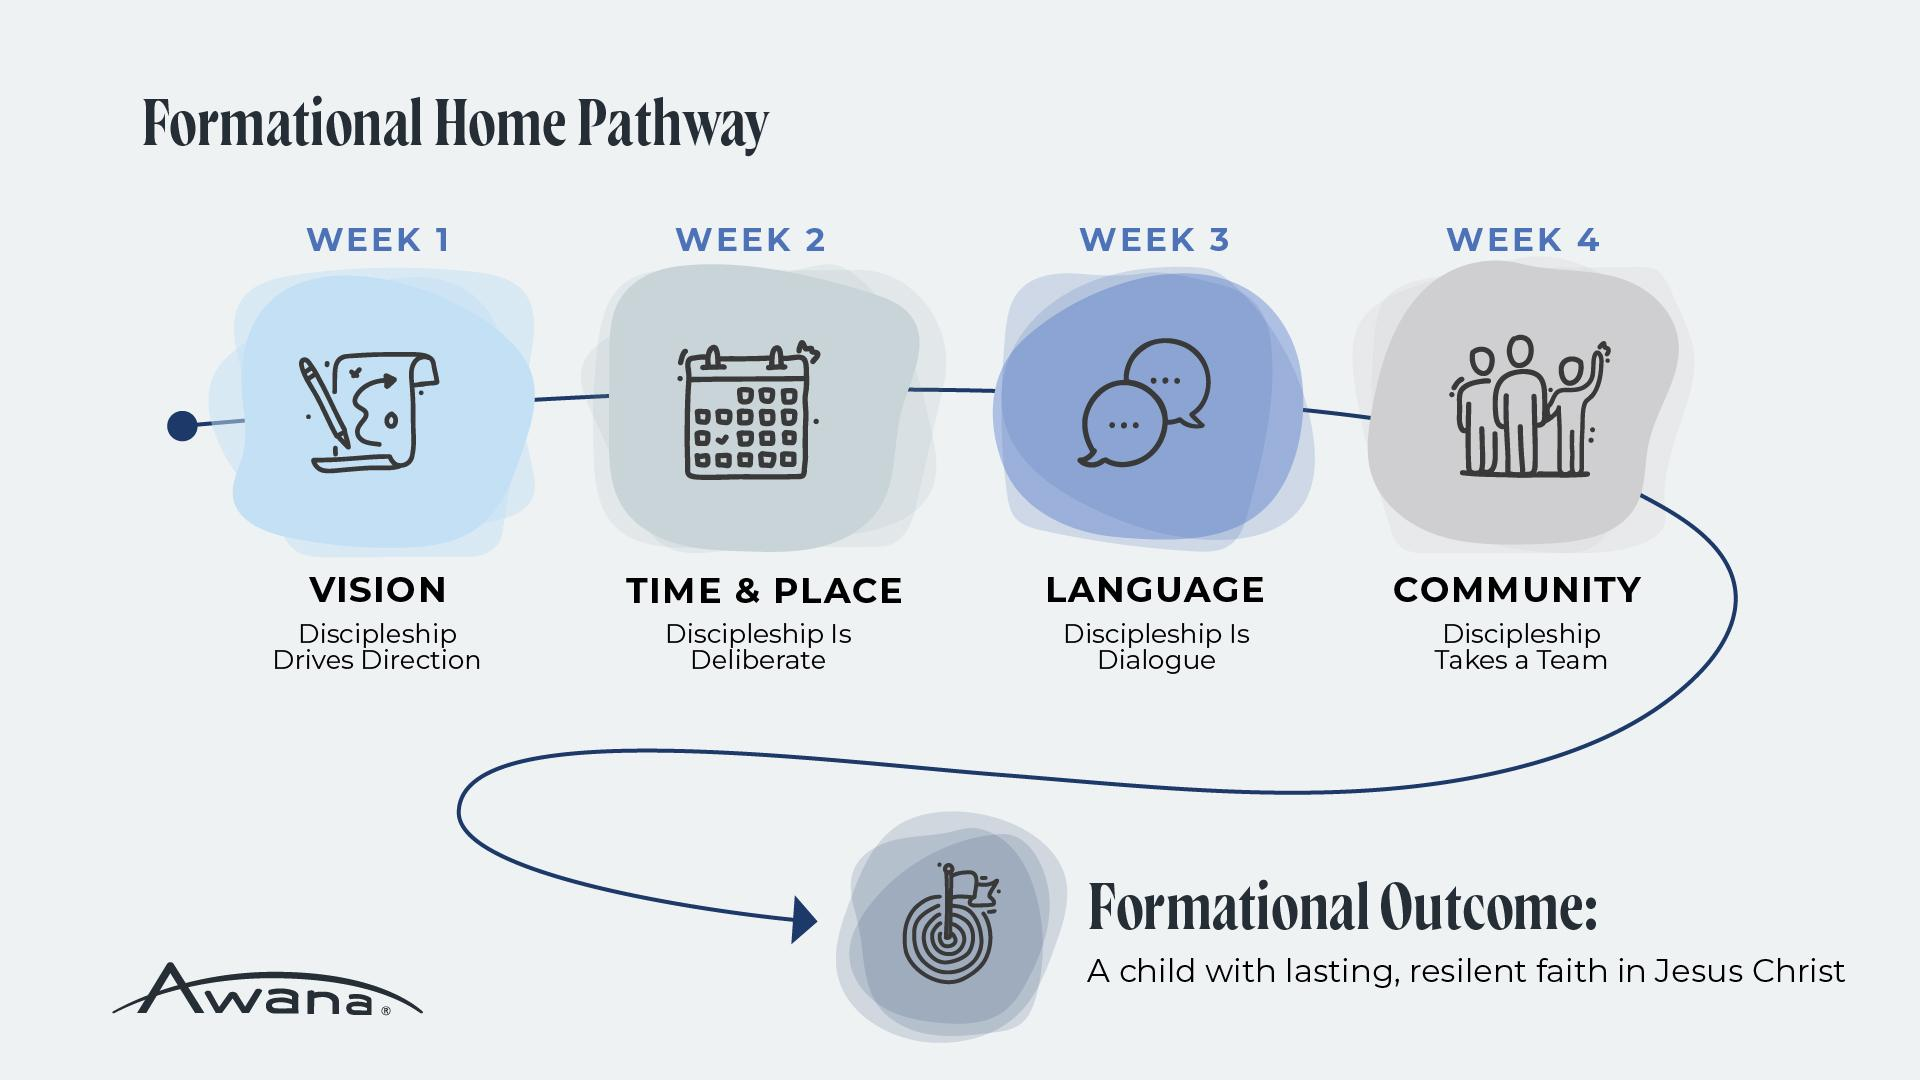 Formational Home Pathway
WEEK 1
WEEK 2
WEEK 3
WEEK 4
VISION
Discipleship
Drives Direction
TIME & PLACE
Discipleship Is
Deliberate
LANGUAGE
Discipleship Is
Dialogue
COMMUNITY
Discipleship
Takes a Team
Formational Outcome:
A child with lasting, resilent faith in Jesus Christ
Awana®